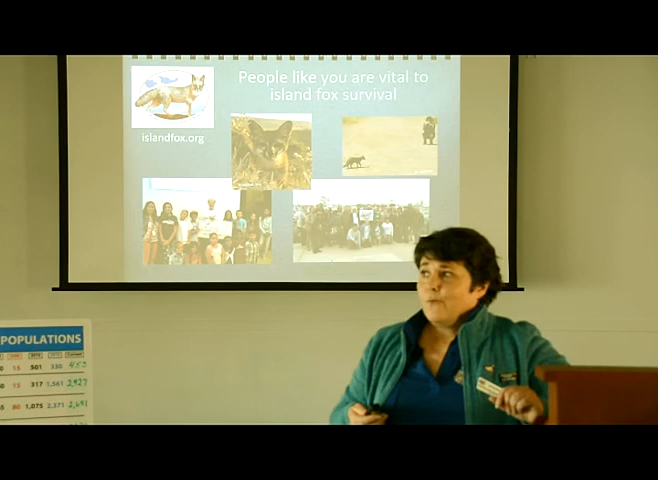 People like you are vital to
island fox survival
islandfox.org
POPULATIONS
15 501 330 453
15 317 1,561 2,927
80 1,075 2,371 2,691